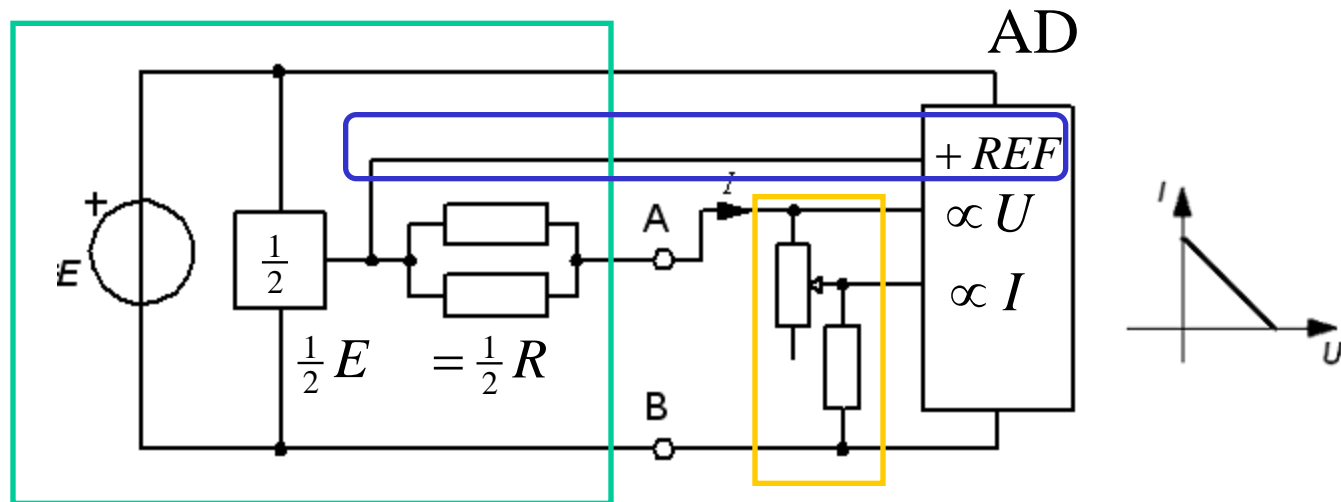 AD
+ REF
I
A
∝ U
I
+
E
1/2
∝ I
1/2 E = 1/2 R
B
U